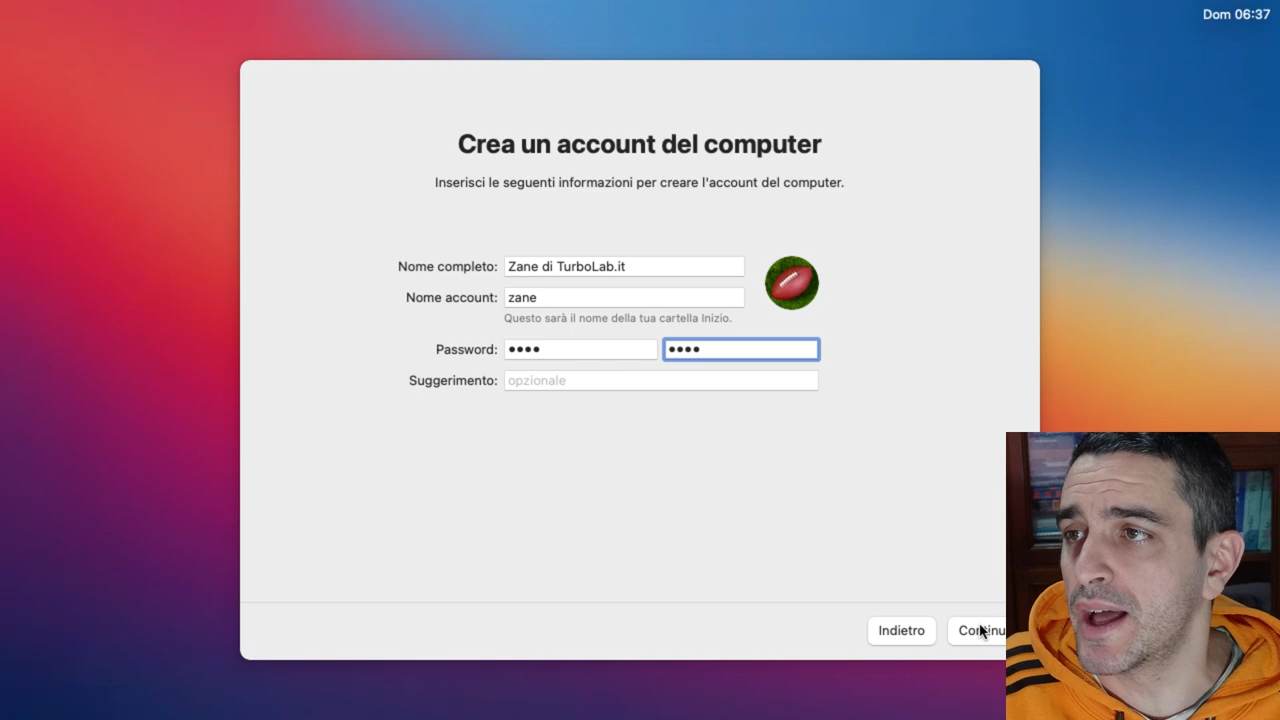 Dom 06:37
Crea un account del computer
Inserisci le seguenti informazioni per creare l'account del computer.
Nome completo: Zane di TurboLab.it
Nome account: zane
Questo sarà il nome della tua cartella Inizio.
Password: •••• ••••
Suggerimento: opzionale
Indietro